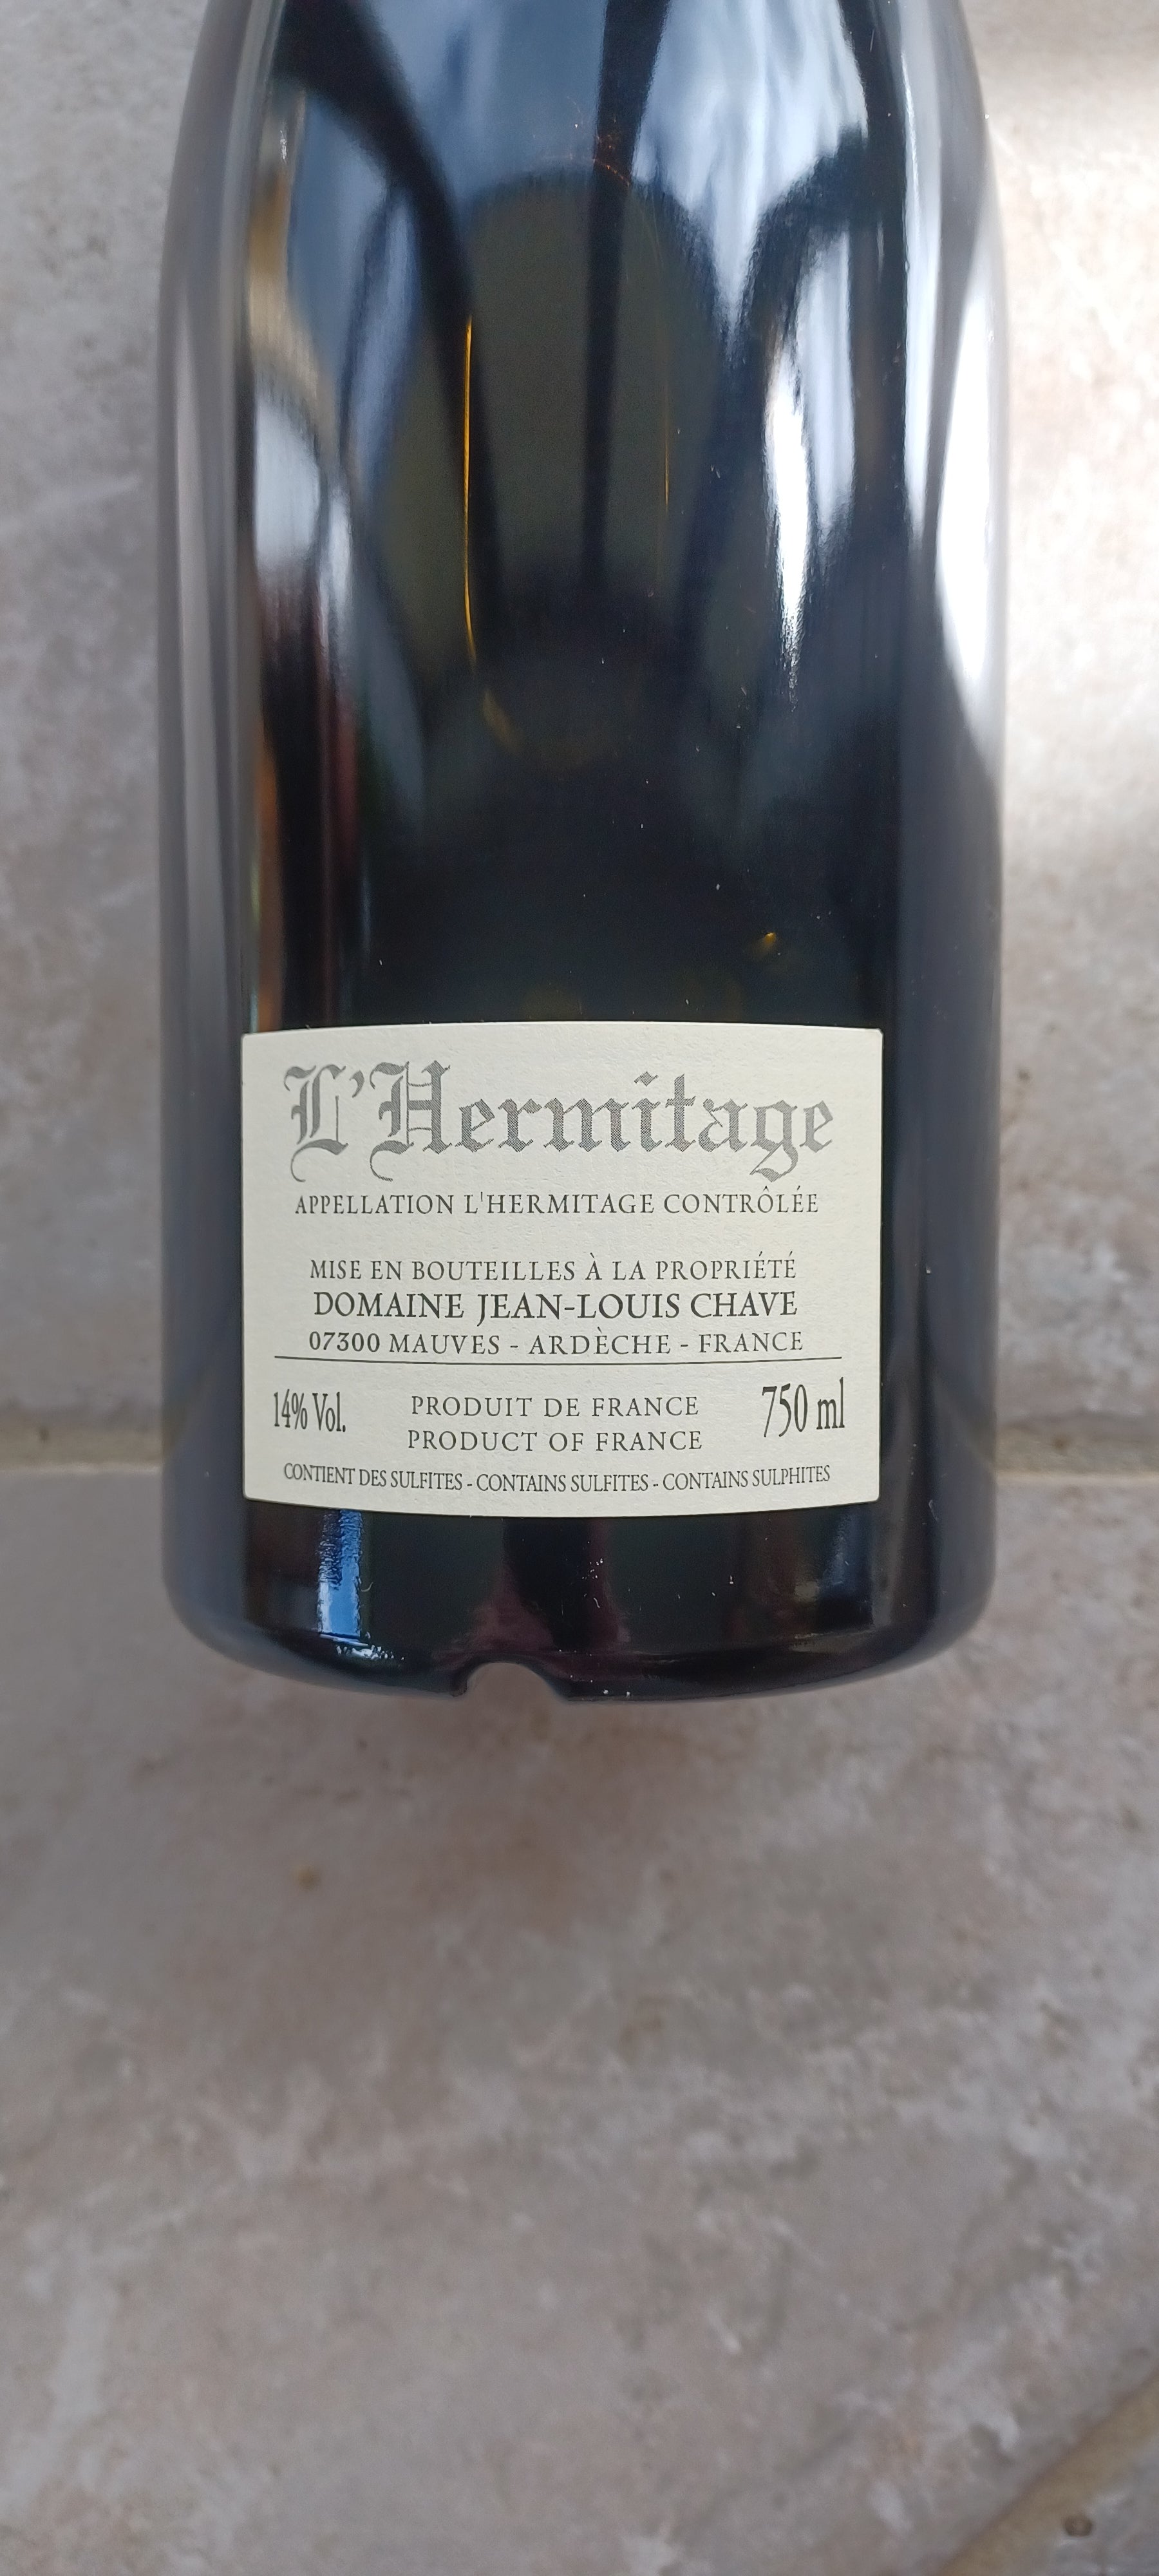 L'Hermitage
APPELLATION L'HERMITAGE CONTRÔLÉE
MISE EN BOUTEILLES À LA PROPRIÉTÉ
DOMAINE JEAN-LOUIS CHAVE
07300 MAUVES - ARDÈCHE - FRANCE
14% Vol. PRODUIT DE FRANCE 750 ml
PRODUCT OF FRANCE
CONTIENT DES SULFITES - CONTAINS SULFITES - CONTAINS SULPHITES